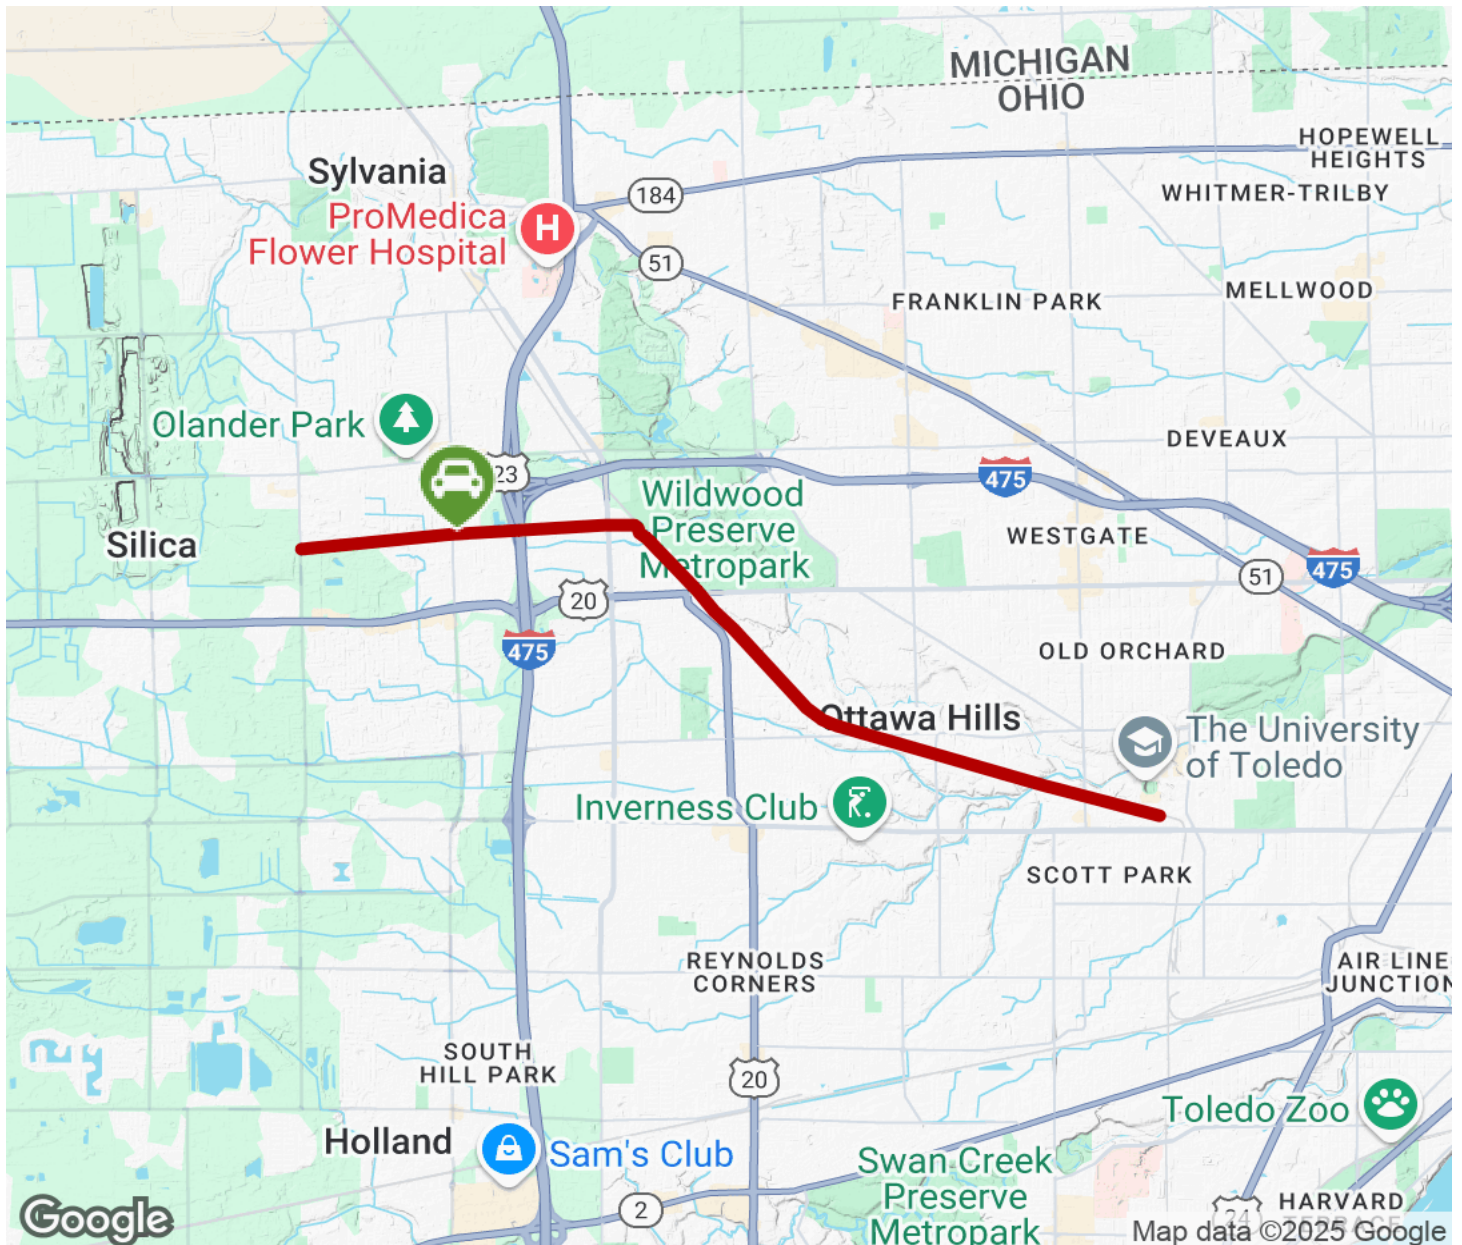 MICHIGAN
OHIO
HOPEWELL
HEIGHTS
Sylvania
184
WHITMER-TRILBY
ProMedica
Flower Hospital
H
51
MELLWOOD
FRANKLIN PARK
Olander Park
DEVEAUX
23
475
Wildwood
Preserve
Metropark
Silica
WESTGATE
475
51
20
475
OLD ORCHARD
Ottawa Hills
The University
of Toledo
Inverness Club
SCOTT PARK
REYNOLDS
CORNERS
AIR LINE
JUNCTION
SOUTH
HILL PARK
20
Toledo Zoo
Holland
Sam's Club
Swan Creek
Preserve
Metropark
2
24
HARVARD
TERRACE
Google
Map data ©2025 Google